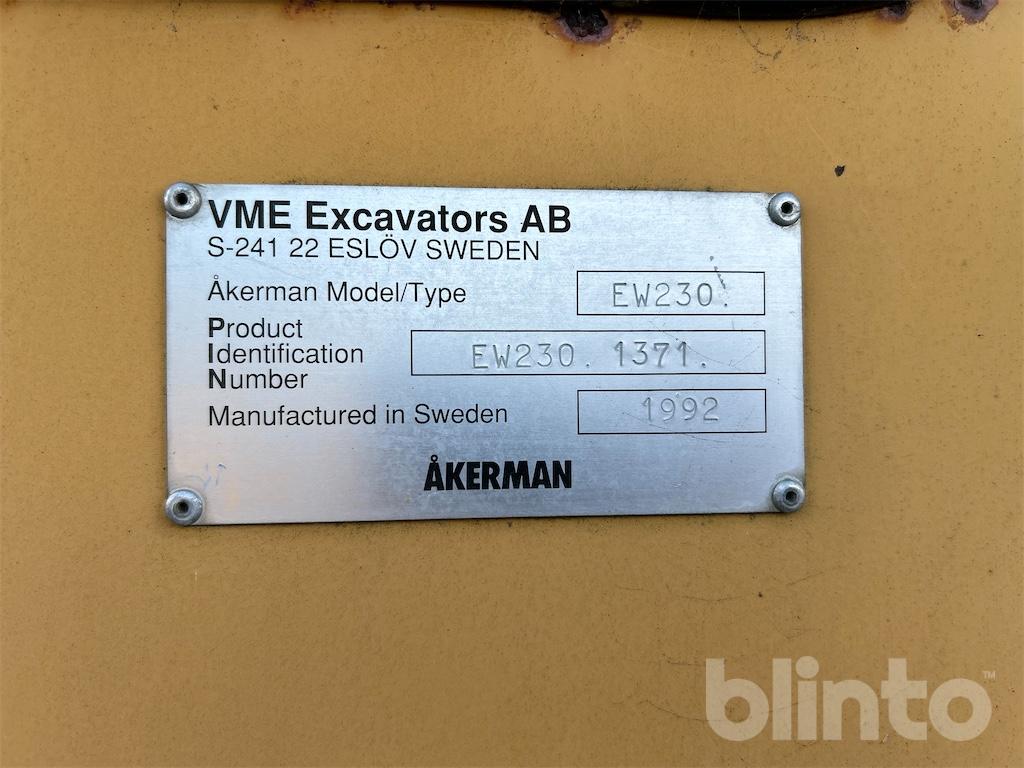 VME Excavators AB
S-241 22 ESLÖV SWEDEN
Åkerman Model/Type EW230.
Product
Identification EW230. 1371.
Number
Manufactured in Sweden 1992
ÅKERMAN
blinto™